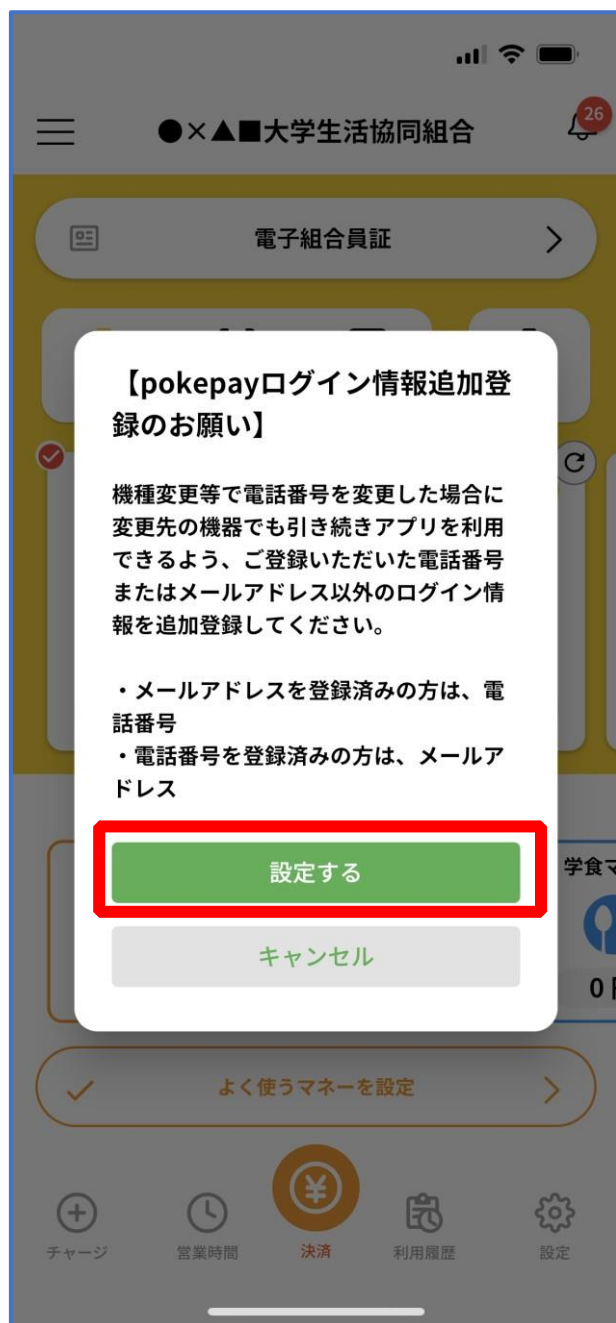 ●×▲■大学生活協同組合
26
電子組合員証
【pokepayログイン情報追加登
録のお願い】
機種変更等で電話番号を変更した場合に
変更先の機器でも引き続きアプリを利用
できるよう、ご登録いただいた電話番号
またはメールアドレス以外のログイン情
報を追加登録してください。
・メールアドレスを登録済みの方は、電
話番号
・電話番号を登録済みの方は、メールア
ドレス
設定する
学食マ
キャンセル
0
よく使うマネーを設定
チャージ
営業時間
決済
利用履歴
設定